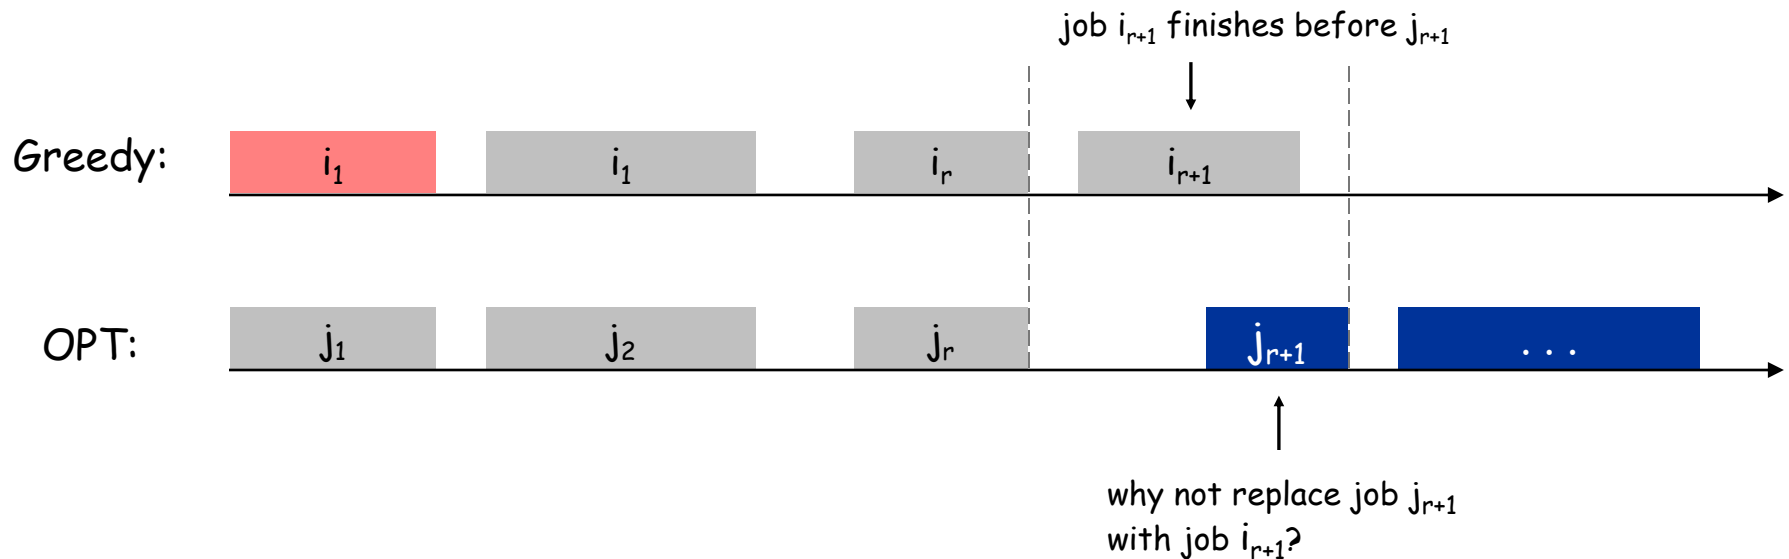 job i_{r+1} finishes before j_{r+1}
Greedy: i_1 i_1 i_r i_{r+1}
OPT: j_1 j_2 j_r j_{r+1} . . .
why not replace job j_{r+1}
with job i_{r+1}?